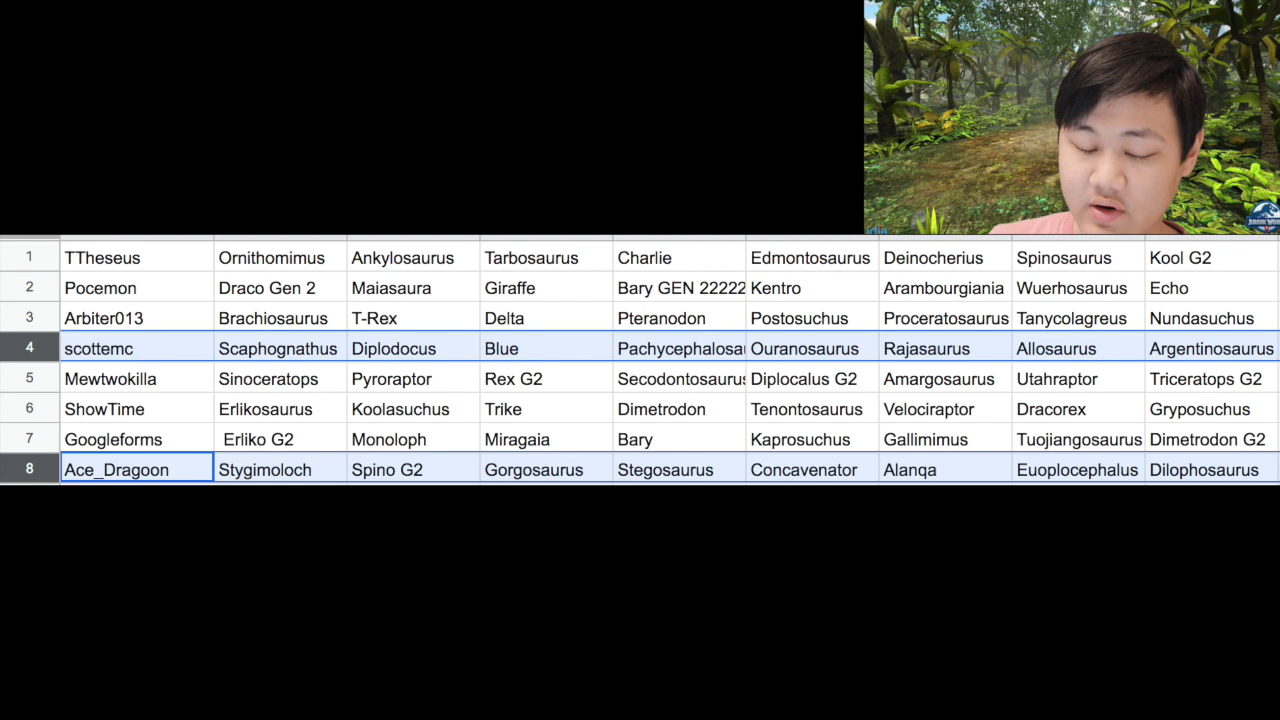 1 TTheseus Ornithomimus Ankylosaurus Tarbosaurus Charlie Edmontosaurus Deinocherius Spinosaurus Kool G2
2 Pocemon Draco Gen 2 Maiasaura Giraffe Bary GEN 22222 Kentro Arambourgiania Wuerhosaurus Echo
3 Arbiter013 Brachiosaurus T-Rex Delta Pteranodon Postosuchus Proceratosaurus Tanycolagreus Nundasuchus
4 scottemc Scaphognathus Diplodocus Blue Pachycephalosau Ouranosaurus Rajasaurus Allosaurus Argentinosaurus
5 Mewtwokilla Sinoceratops Pyroraptor Rex G2 Secodontosaurus Diplocalus G2 Amargosaurus Utahraptor Triceratops G2
6 ShowTime Erlikosaurus Koolasuchus Trike Dimetrodon Tenontosaurus Velociraptor Dracorex Gryposuchus
7 Googleforms Erliko G2 Monoloph Miragaia Bary Kaprosuchus Gallimimus Tuojiangosaurus Dimetrodon G2
8 Ace_Dragoon Stygimoloch Spino G2 Gorgosaurus Stegosaurus Concavenator Alanqa Euoplocephalus Dilophosaurus